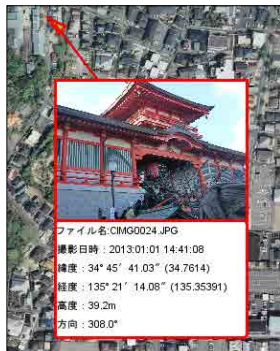 ファイル名:CIMG0024.JPG
撮影日時 : 2013:01:01 14:41:08
緯度 : 34° 45′ 41.03″ (34.7614)
経度 : 135° 21′ 14.08″ (135.35391)
高度 : 39.2m
方向 : 308.0°